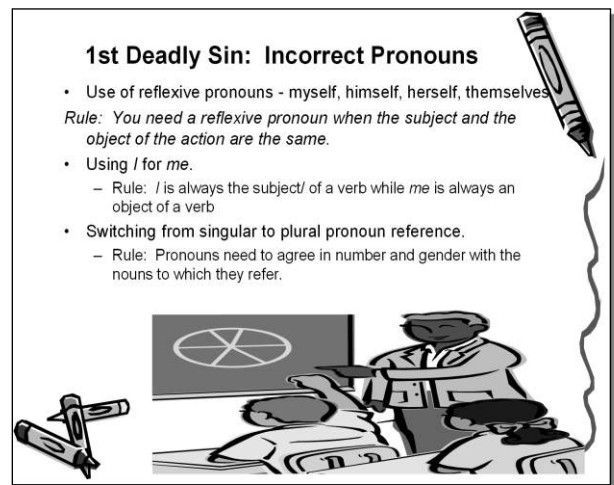 1st Deadly Sin: Incorrect Pronouns
• Use of reflexive pronouns - myself, himself, herself, themselves
Rule: You need a reflexive pronoun when the subject and the
object of the action are the same.
• Using I for me.
– Rule: I is always the subject/ of a verb while me is always an
object of a verb
• Switching from singular to plural pronoun reference.
– Rule: Pronouns need to agree in number and gender with the
nouns to which they refer.